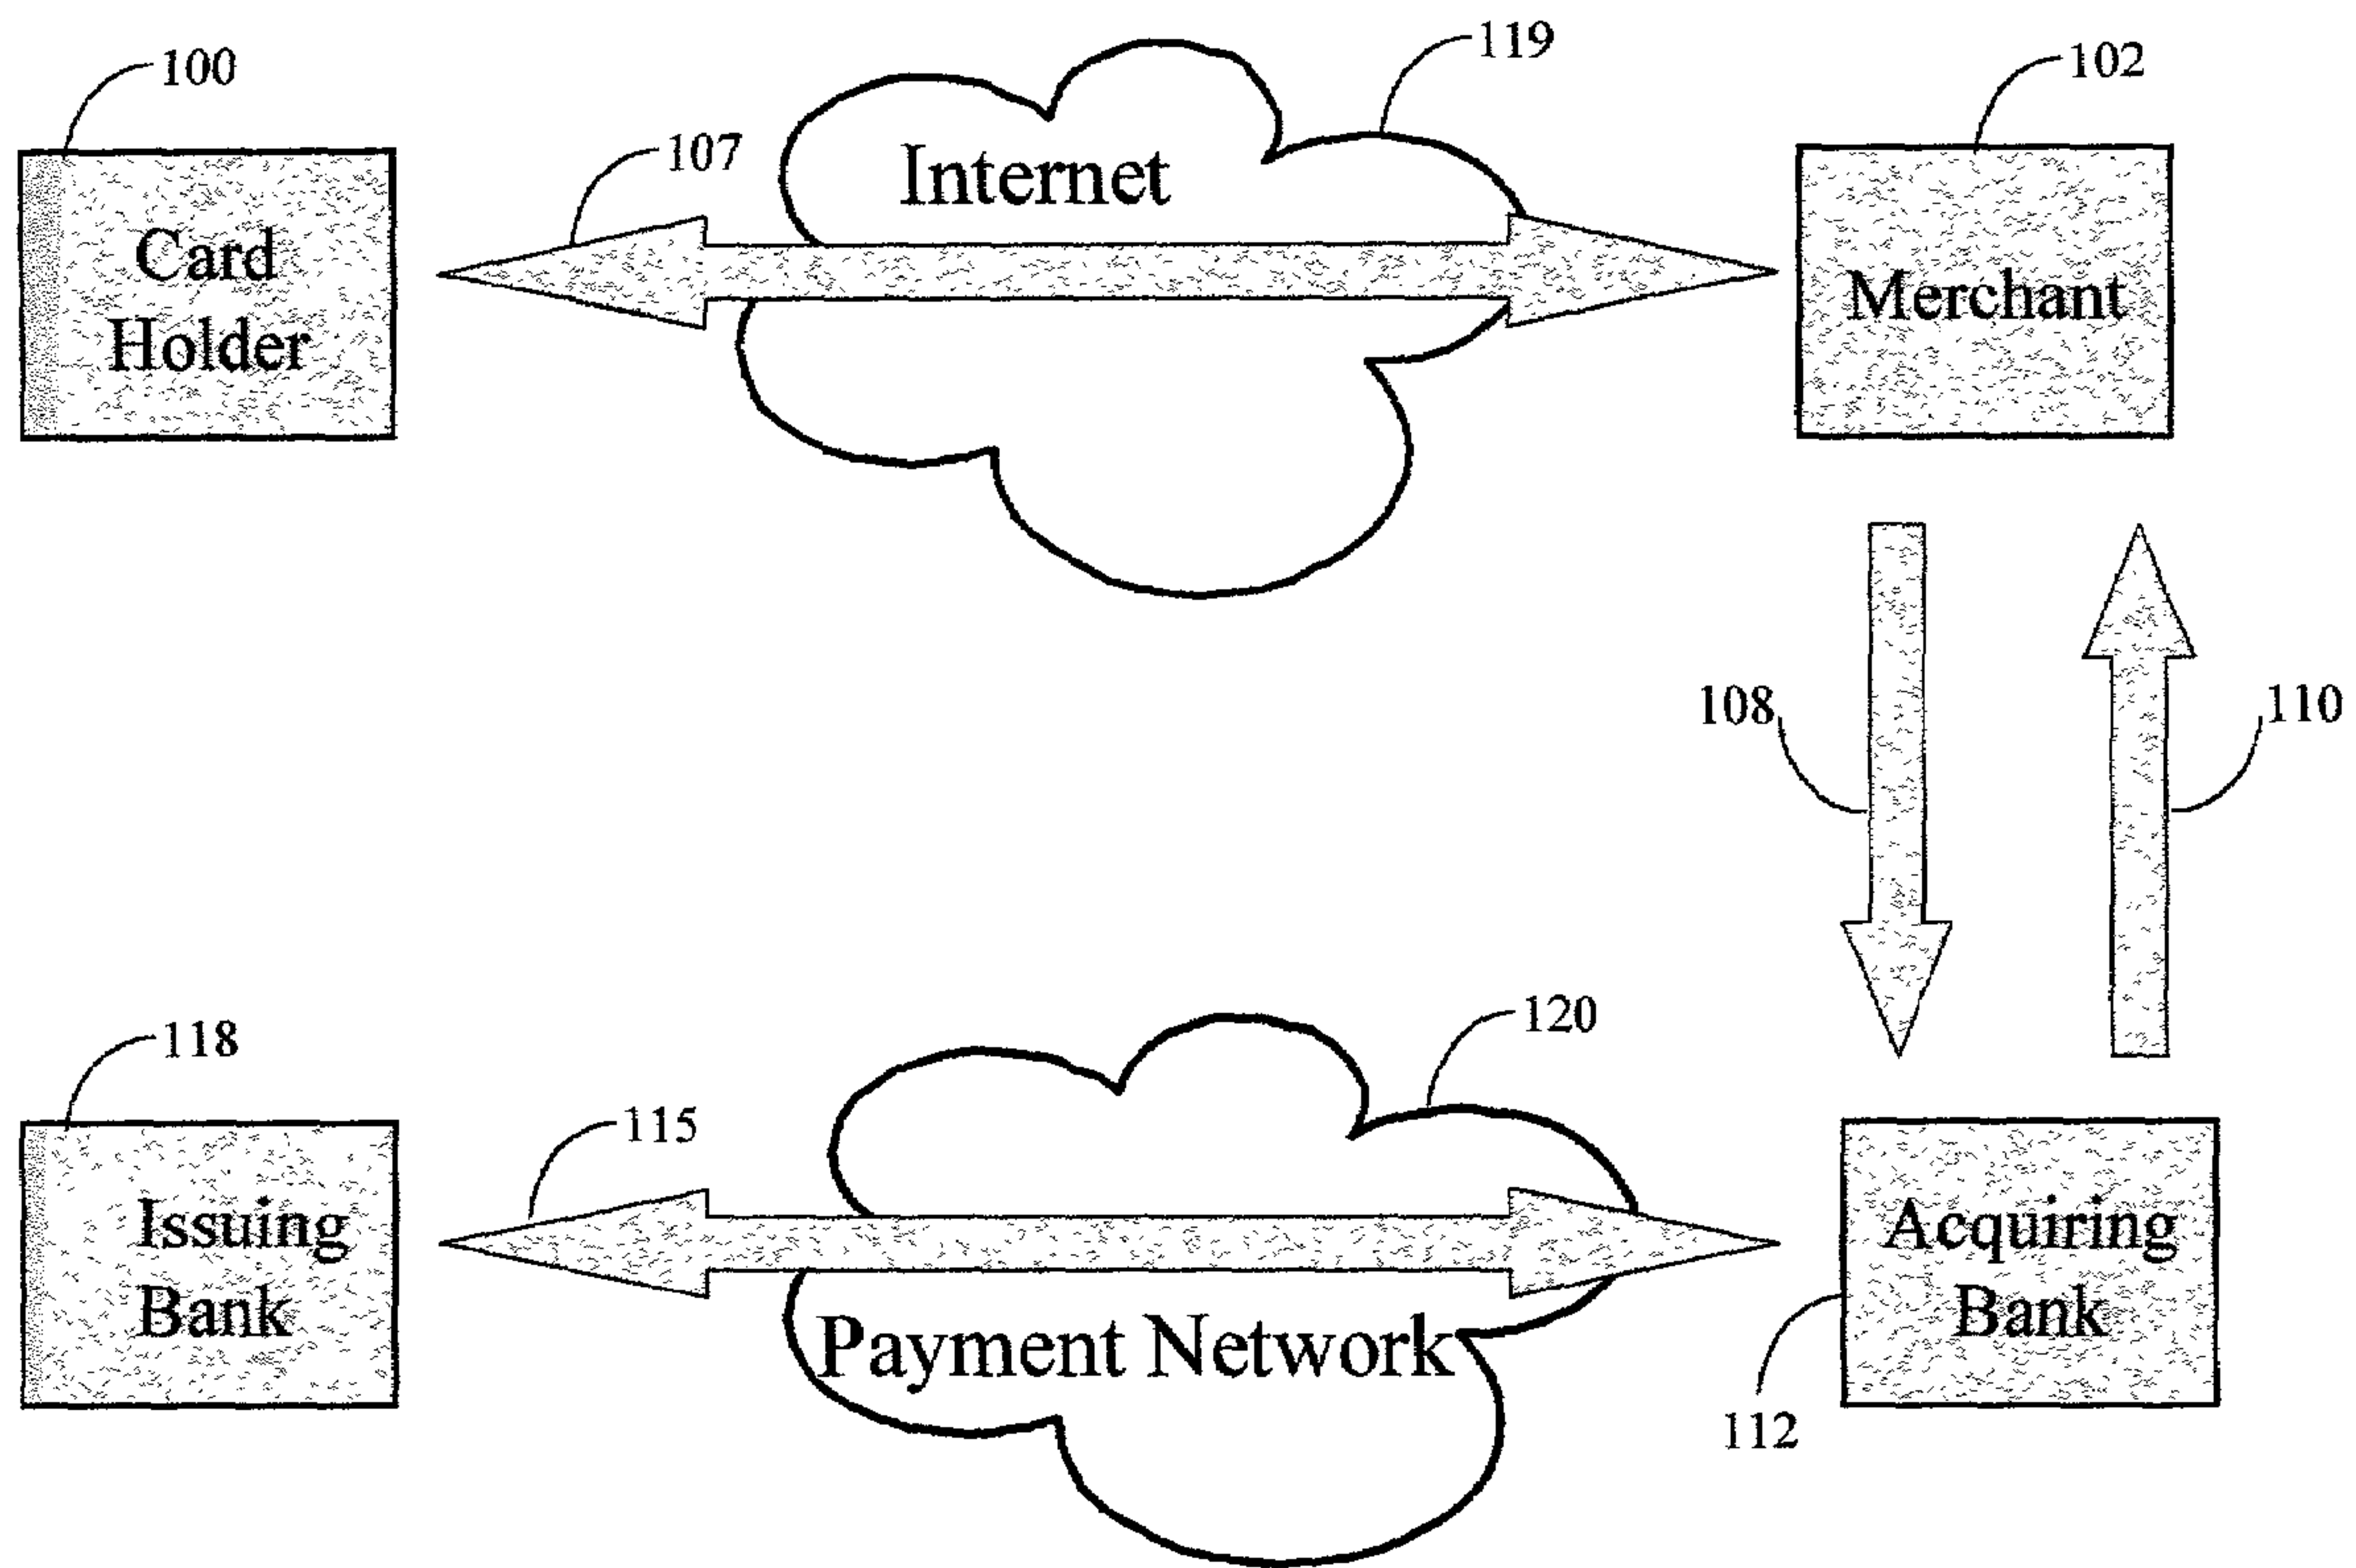 100
119
102
107
Internet
Card
Holder
Merchant
108
110
118
120
115
Issuing
Bank
Acquiring
Bank
Payment Network
112